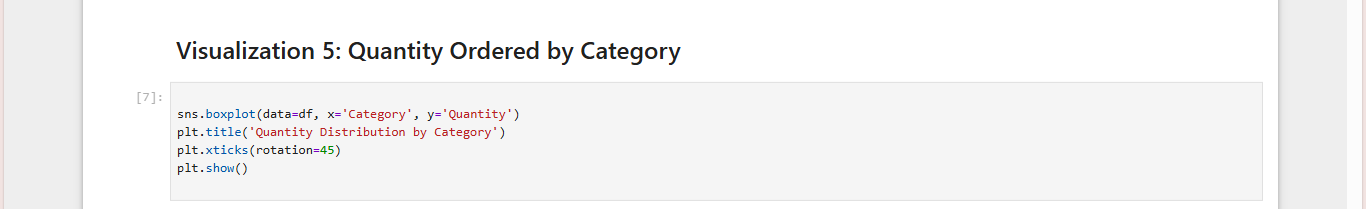 Visualization 5: Quantity Ordered by Category
[7]:
sns.boxplot(data=df, x='Category', y='Quantity')
plt.title('Quantity Distribution by Category')
plt.xticks(rotation=45)
plt.show()